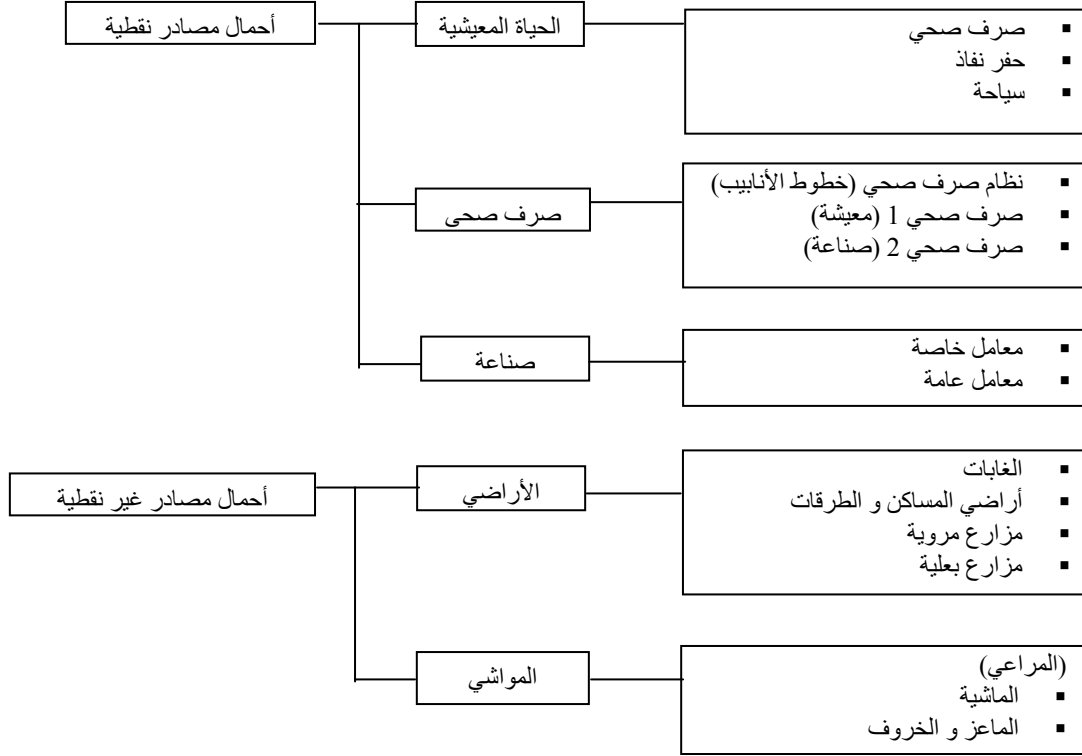 أحمال مصادر نقطية
الحياة المعيشية
▪ صرف صحي
▪ حفر نفاذ
▪ سياحة
صرف صحى
▪ نظام صرف صحي (خطوط الأنابيب)
▪ صرف صحي 1 (معيشة)
▪ صرف صحي 2 (صناعة)
صناعة
▪ معامل خاصة
▪ معامل عامة
أحمال مصادر غير نقطية
الأراضي
▪ الغابات
▪ أراضي المساكن و الطرقات
▪ مزارع مروية
▪ مزارع بعلية
المواشي
(المراعي)
▪ الماشية
▪ الماعز و الخروف